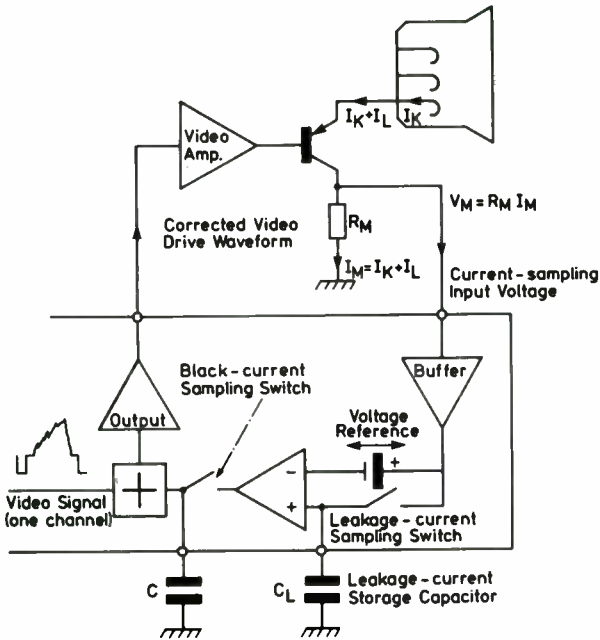 Video
Amp.
I_K+I_L
I_K
V_M = R_M I_M
R_M
Corrected Video
Drive Waveform
I_M = I_K+I_L
Current-sampling
Input Voltage
Black-current
Sampling Switch
Buffer
Output
Voltage
Reference
+
-
+
+
Video Signal
(one channel)
Leakage-current
Sampling Switch
C
C_L
Leakage-current
Storage Capacitor